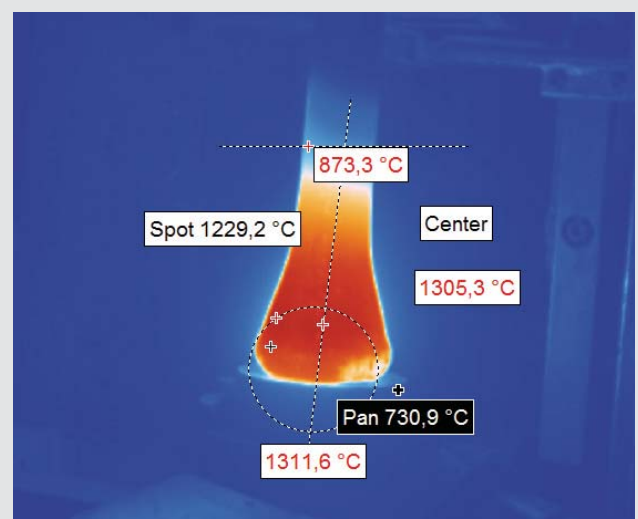 873,3 °C
Spot 1229,2 °C
Center
1305,3 °C
Pan 730,9 °C
1311,6 °C